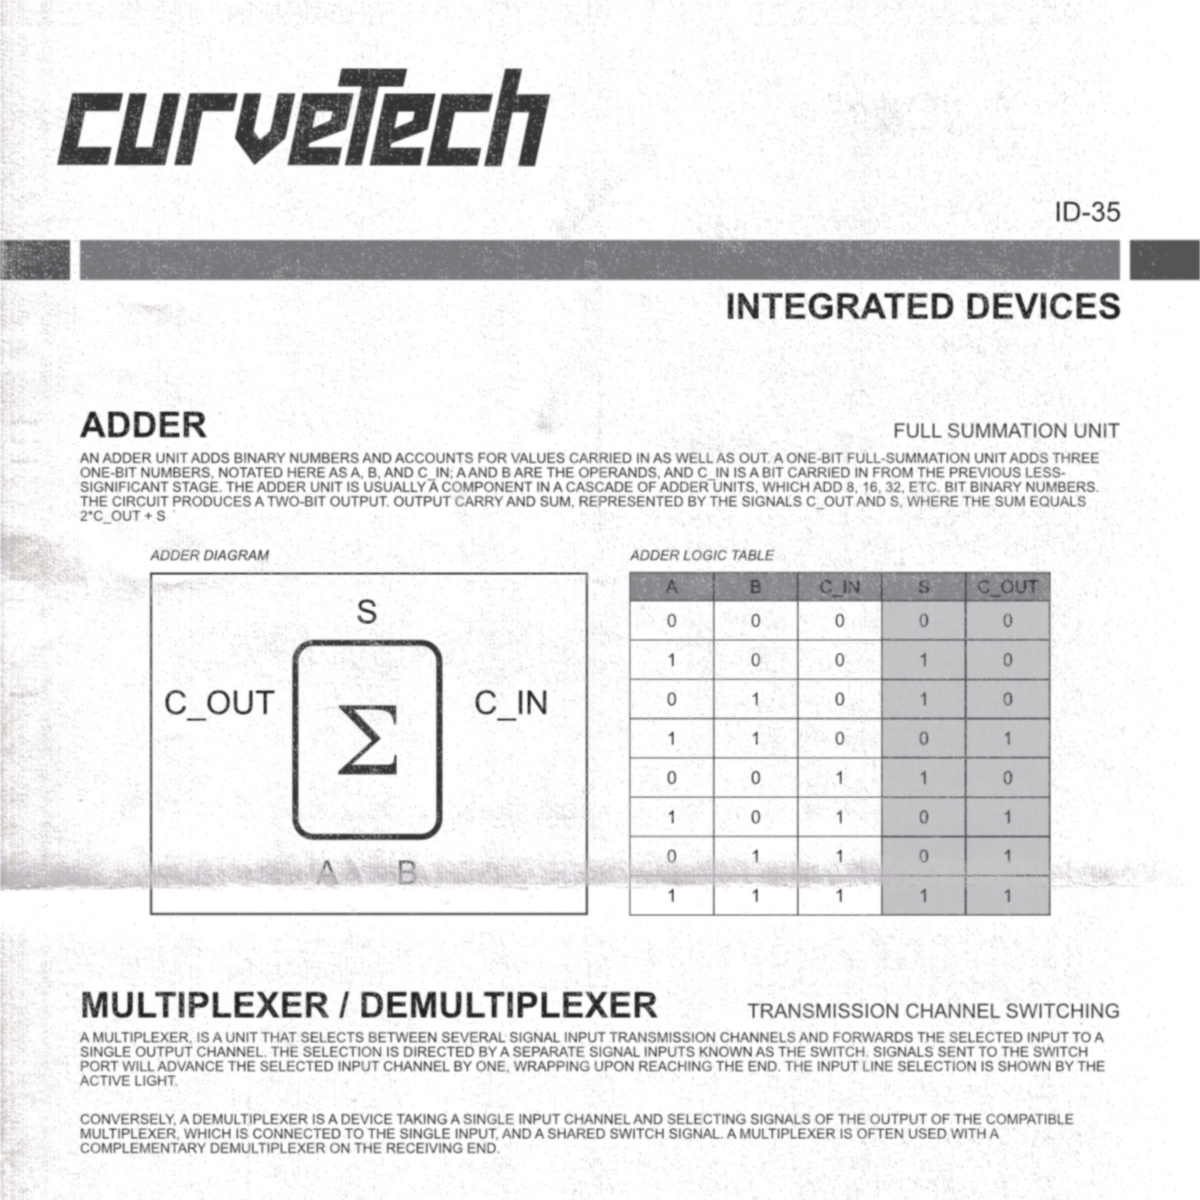 curveTech
ID-35
INTEGRATED DEVICES
ADDER
FULL SUMMATION UNIT
AN ADDER UNIT ADDS BINARY NUMBERS AND ACCOUNTS FOR VALUES CARRIED IN AS WELL AS OUT. A ONE-BIT FULL-SUMMATION UNIT ADDS THREE
ONE-BIT NUMBERS, NOTATED HERE AS A, B, AND C_IN; A AND B ARE THE OPERANDS, AND C_IN IS A BIT CARRIED IN FROM THE PREVIOUS LESS-
SIGNIFICANT STAGE. THE ADDER UNIT IS USUALLY A COMPONENT IN A CASCADE OF ADDER UNITS, WHICH ADD 8, 16, 32, ETC. BIT BINARY NUMBERS.
THE CIRCUIT PRODUCES A TWO-BIT OUTPUT. OUTPUT CARRY AND SUM, REPRESENTED BY THE SIGNALS C_OUT AND S, WHERE THE SUM EQUALS
2*C_OUT + S
ADDER DIAGRAM
S
C_OUT
Σ
C_IN
A B
ADDER LOGIC TABLE
A B C_IN S C_OUT
0 0 0 0 0
1 0 0 1 0
0 1 0 1 0
1 1 0 0 1
0 0 1 1 0
1 0 1 0 1
0 1 1 0 1
1 1 1 1 1
MULTIPLEXER / DEMULTIPLEXER
TRANSMISSION CHANNEL SWITCHING
A MULTIPLEXER, IS A UNIT THAT SELECTS BETWEEN SEVERAL SIGNAL INPUT TRANSMISSION CHANNELS AND FORWARDS THE SELECTED INPUT TO A
SINGLE OUTPUT CHANNEL. THE SELECTION IS DIRECTED BY A SEPARATE SIGNAL INPUTS KNOWN AS THE SWITCH. SIGNALS SENT TO THE SWITCH
PORT WILL ADVANCE THE SELECTED INPUT CHANNEL BY ONE, WRAPPING UPON REACHING THE END. THE INPUT LINE SELECTION IS SHOWN BY THE
ACTIVE LIGHT.
CONVERSELY, A DEMULTIPLEXER IS A DEVICE TAKING A SINGLE INPUT CHANNEL AND SELECTING SIGNALS OF THE OUTPUT OF THE COMPATIBLE
MULTIPLEXER, WHICH IS CONNECTED TO THE SINGLE INPUT, AND A SHARED SWITCH SIGNAL. A MULTIPLEXER IS OFTEN USED WITH A
COMPLEMENTARY DEMULTIPLEXER ON THE RECEIVING END.